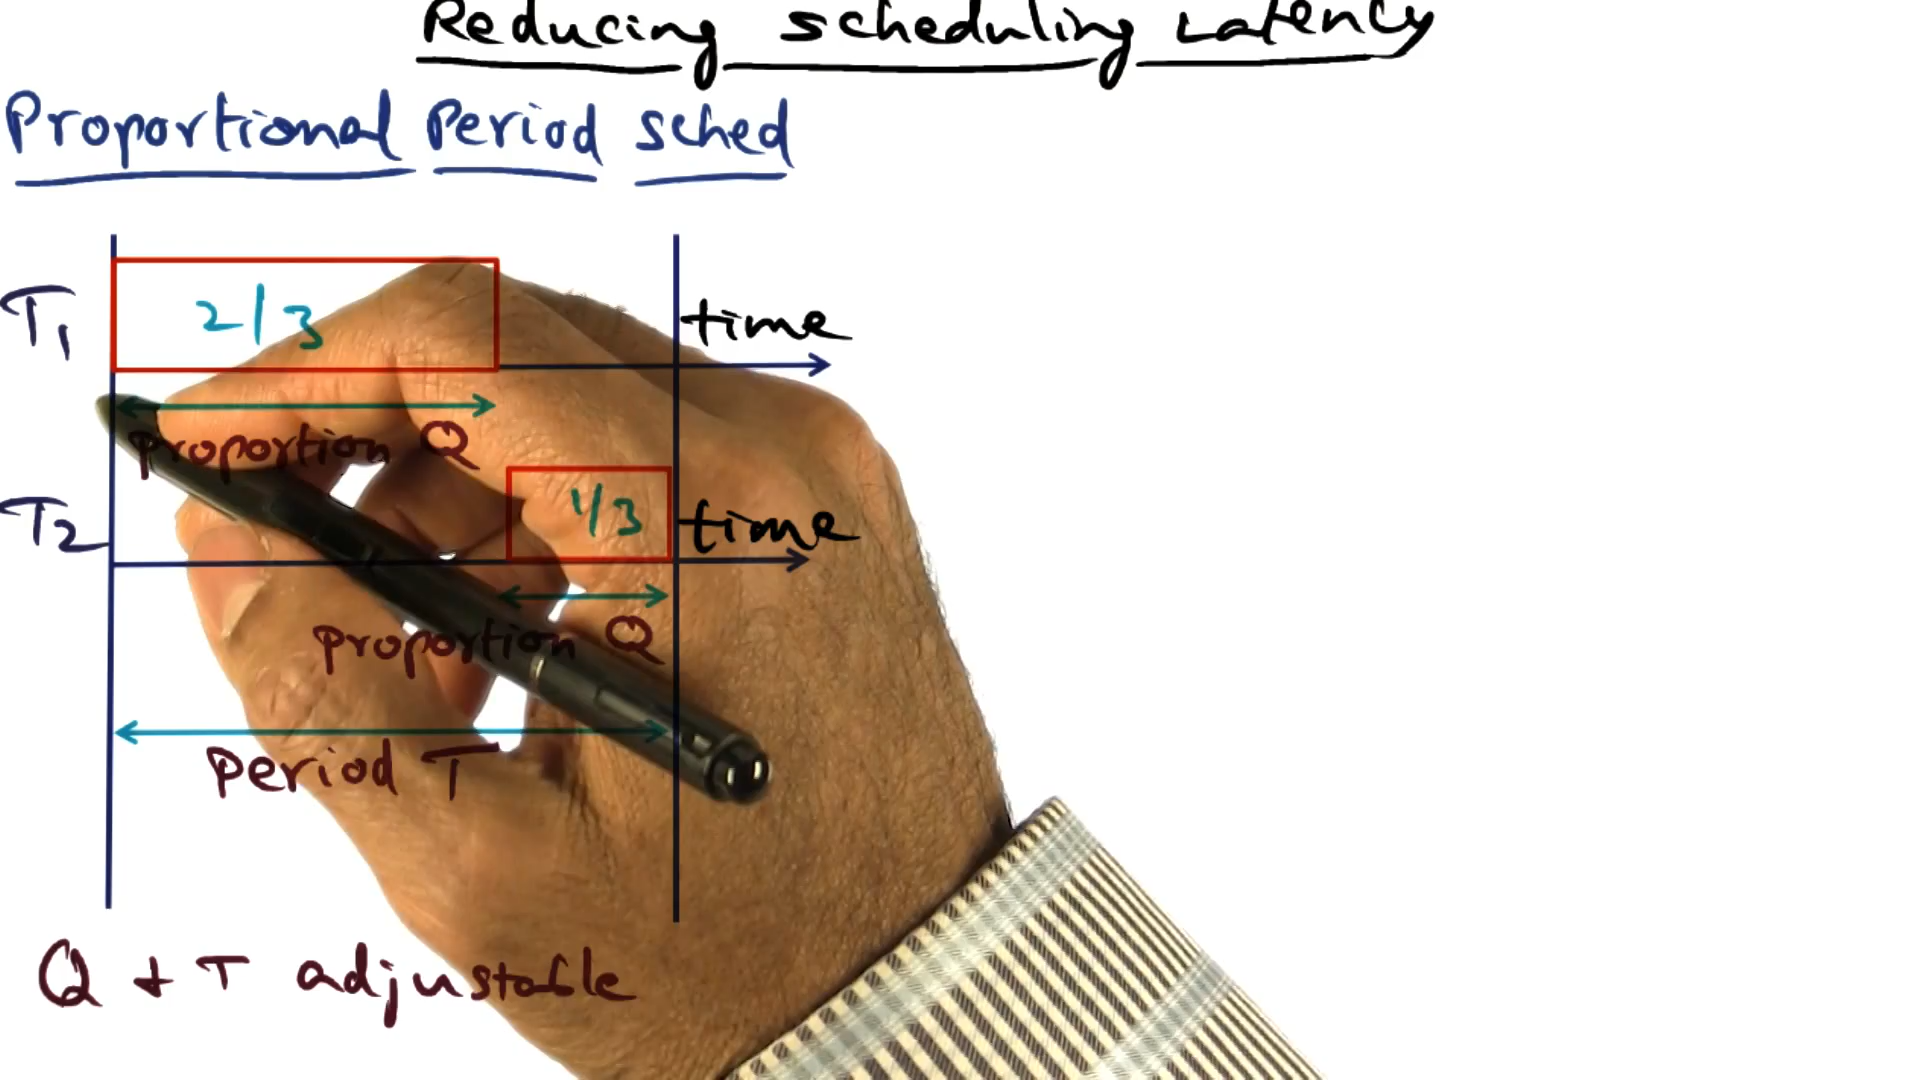 Reducing scheduling Latency
Proportional Period sched
T1 2/3 time
Proportion Q
T2 1/3 time
Proportion Q
Period T
Q + T adjustable